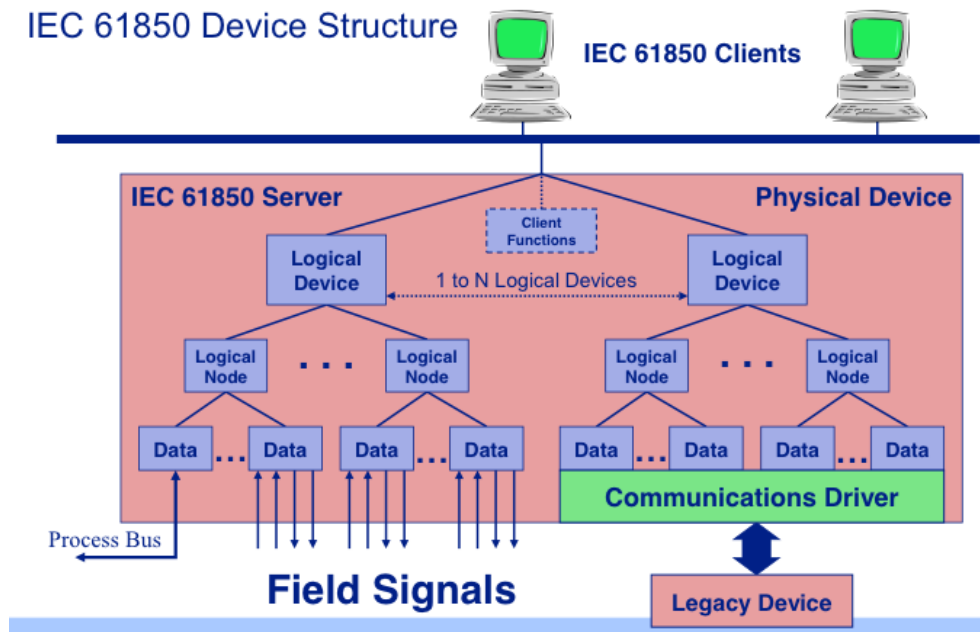 IEC 61850 Device Structure
IEC 61850 Clients
IEC 61850 Server
Physical Device
Client
Functions
Logical
Device
Logical
Device
1 to N Logical Devices
Logical
Node
. . .
Logical
Node
Logical
Node
. . .
Logical
Node
Data
...
Data
Data
...
Data
Data
...
Data
Data
...
Data
Communications Driver
Process Bus
Field Signals
Legacy Device